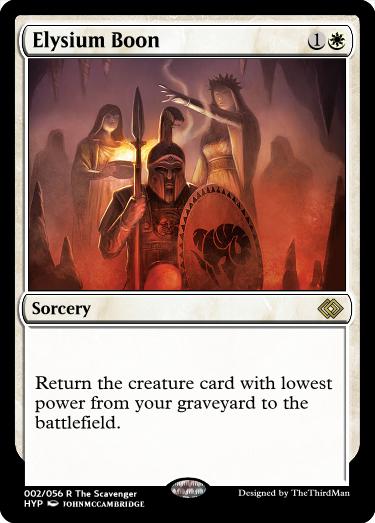 Elysium Boon 1
Sorcery
Return the creature card with lowest
power from your graveyard to the
battlefield.
002/056 R The Scavenger
HYP JOHNMCCAMBRIDGE
Designed by TheThirdMan